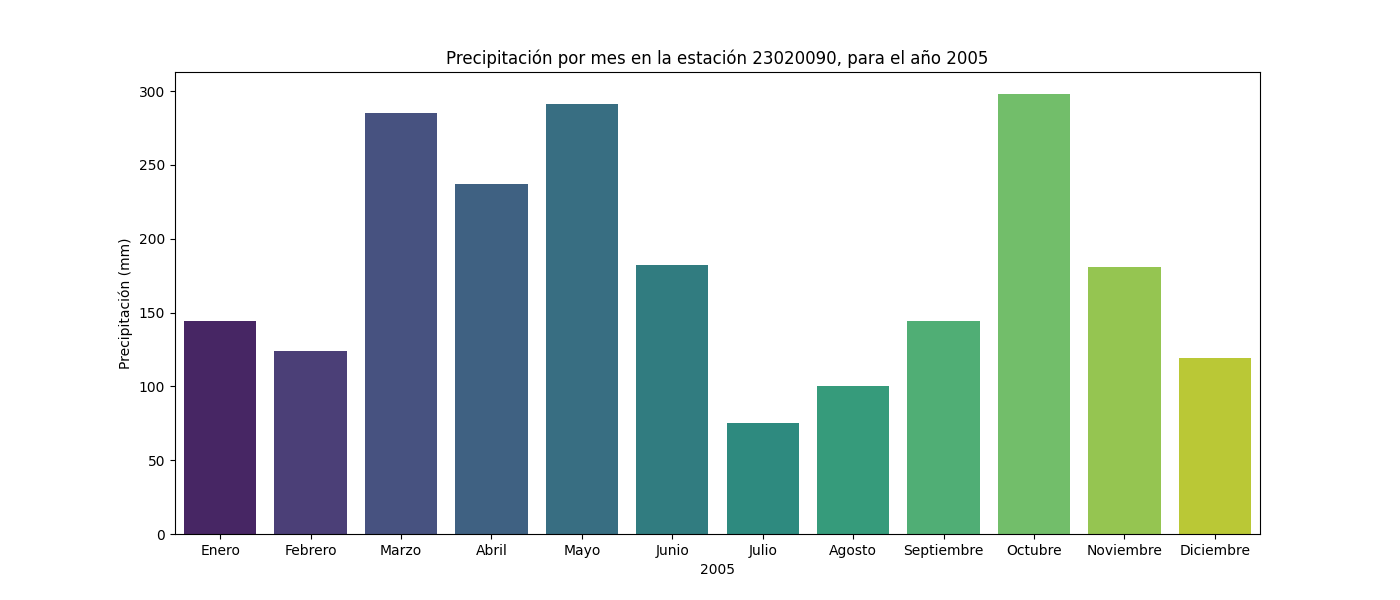 Precipitación por mes en la estación 23020090, para el año 2005
Precipitación (mm)
300
250
200
150
100
50
0
Enero Febrero Marzo Abril Mayo Junio Julio Agosto Septiembre Octubre Noviembre Diciembre
2005